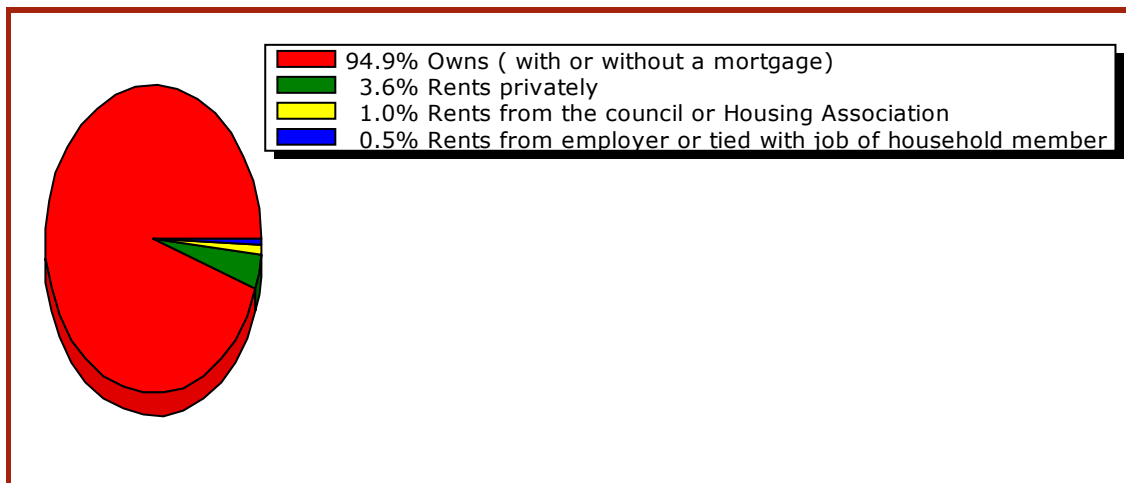 94.9% Owns ( with or without a mortgage)
3.6% Rents privately
1.0% Rents from the council or Housing Association
0.5% Rents from employer or tied with job of household member